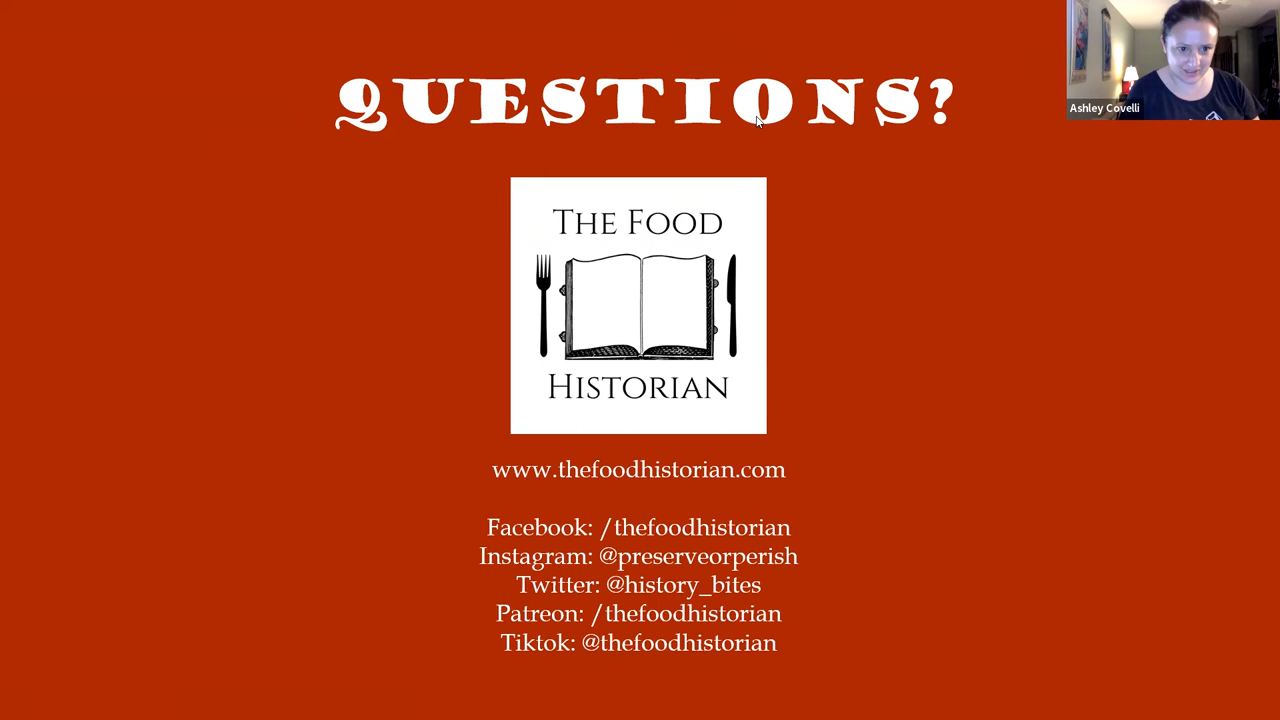 QUESTIONS?
Ashley Covelli
THE FOOD
HISTORIAN
www.thefoodhistorian.com
Facebook: /thefoodhistorian
Instagram: @preserveorperish
Twitter: @history_bites
Patreon: /thefoodhistorian
Tiktok: @thefoodhistorian